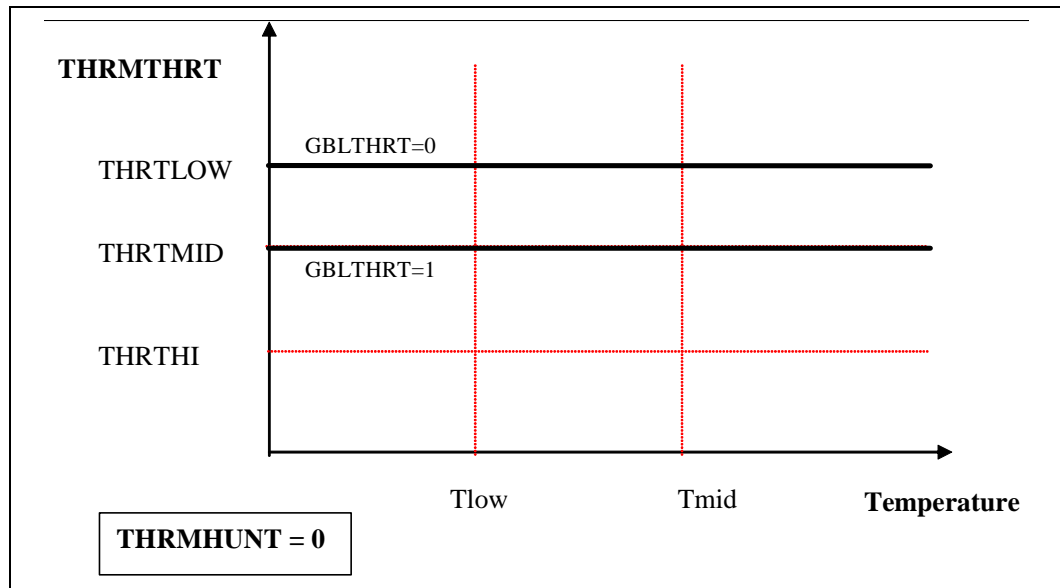 THRMTHRT
GBLTHRT=0
THRTLOW
THRTMID
GBLTHRT=1
THRTHI
Tlow
Tmid
Temperature
THRMHUNT = 0